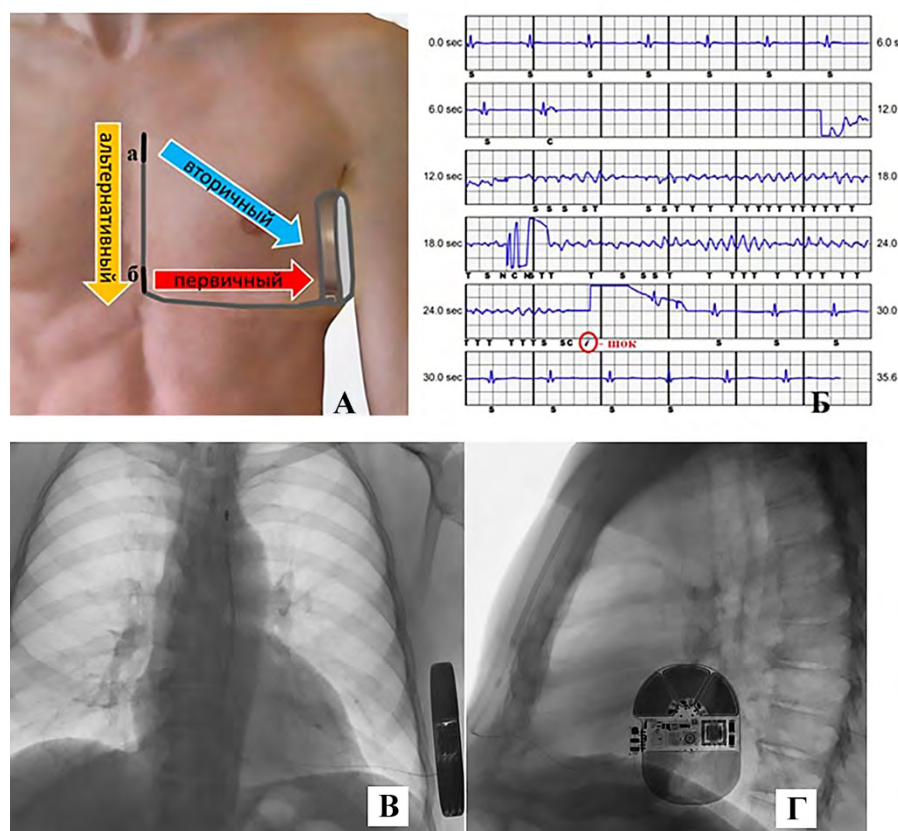 альтернативный
а
вторичный
б
первичный
А
0.0 sec 6.0 s
S S S S S S S
6.0 sec 12.0
S C
12.0 sec 18.0
S S S S T S S T T T T T T T T T T T T T T
18.0 sec 24.0
T S N C N S T T T S S S T T T T T T T T T T
24.0 sec 30.0
T T T T T T S S C - шок S S S
30.0 sec 35.6
S S S S
Б
В
Г